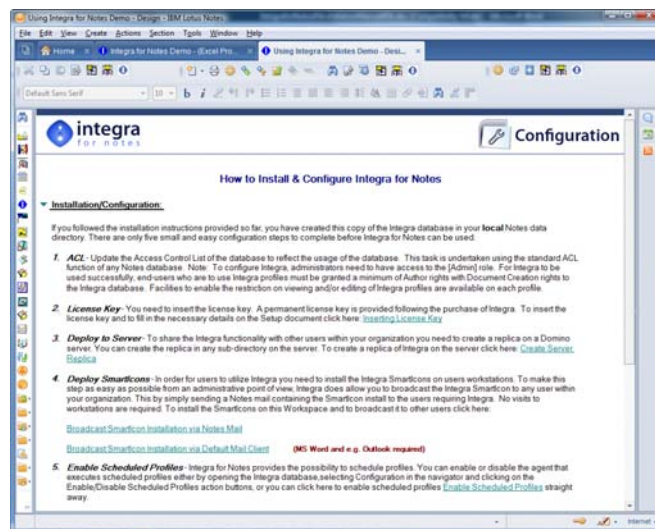 Using Integra for Notes Demo - Design - IBM Lotus Notes
File Edit View Create Actions Section Tools Window Help
Home Integra for Notes Demo - (Excel Pro... Using Integra for Notes Demo - Desi...
Default Sans Serif 10 b i
integra
for notes
Configuration
How to Install & Configure Integra for Notes
Installation/Configuration:
If you followed the installation instructions provided so far, you have created this copy of the Integra database in your local Notes data
directory. There are only five small and easy configuration steps to complete before Integra for Notes can be used.
1. ACL - Update the Access Control List of the database to reflect the usage of the database. This task is undertaken using the standard ACL
function of any Notes database. Note: To configure Integra, administrators need to have access to the [Admin] role. For Integra to be
used successfully, end-users who are to use Integra profiles must be granted a minimum of Author rights with Document Creation rights to
the Integra database. Facilities to enable the restriction on viewing and/or editing of Integra profiles are available on each profile.
2. License Key - You need to insert the license key. A permanent license key is provided following the purchase of Integra. To insert the
license key and to fill in the necessary details on the Setup document click here: Inserting License Key
3. Deploy to Server - To share the Integra functionality with other users within your organization you need to create a replica on a Domino
server. You can create the replica in any sub-directory on the server. To create a replica of Integra on the server click here: Create Server
Replica
4. Deploy SmartIcons - In order for users to utilize Integra you need to install the Integra SmartIcons on users workstations. To make this
step as easy as possible from an administrative point of view, Integra does allow you to broadcast the Integra SmartIcon to any user within
your organization. This by simply sending a Notes mail containing the SmartIcon install to the users requiring Integra. No visits to
workstations are required. To install the SmartIcons on this Workspace and to broadcast it to other users click here:
Broadcast SmartIcon Installation via Notes Mail
Broadcast SmartIcon Installation via Default Mail Client (MS Word and e.g. Outlook required)
5. Enable Scheduled Profiles - Integra for Notes provides the possibility to schedule profiles. You can enable or disable the agent that
executes scheduled profiles either by opening the Integra database,selecting Configuration in the navigator and clicking on the
Enable/Disable Scheduled Profiles action buttons, or you can click here to enable scheduled profiles Enable Scheduled Profiles straight
away.
Internet